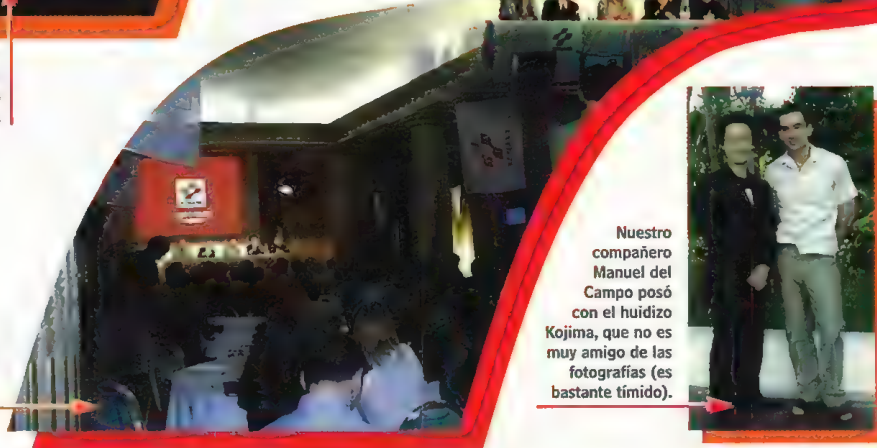 Nuestro
compañero
Manuel del
Campo posó
con el huidizo
Kojima, que no es
muy amigo de las
fotografías (es
bastante tímido).